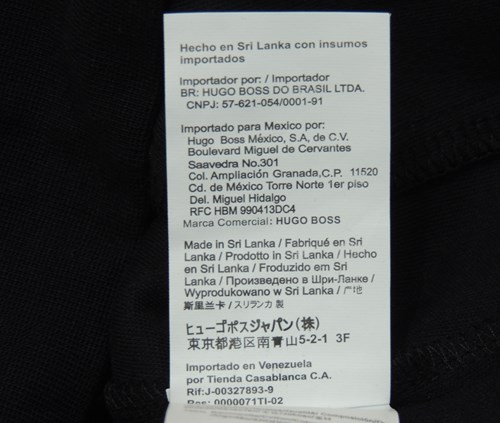 Hecho en Sri Lanka con insumos
importados
Importador por: / Importador
BR: HUGO BOSS DO BRASIL LTDA.
CNPJ: 57-621-054/0001-91
Importado para Mexico por:
Hugo Boss México, S.A, de C.V.
Boulevard Miguel de Cervantes
Saavedra No.301
Col. Ampliación Granada,C.P. 11520
Cd. de México Torre Norte 1er piso
Del. Miguel Hidalgo
RFC HBM 990413DC4
Marca Comercial: HUGO BOSS
Made in Sri Lanka / Fabriqué en Sri
Lanka / Prodotto in Sri Lanka / Hecho
en Sri Lanka / Fruduzido em Sri
Lanka / Произведено в Шри-Ланке /
Wyprodukowano w Sri Lanka / 产地
斯里兰卡 / スリランカ 製
ヒューゴボスジャパン(株)
東京都港区南青山5-2-1 3F
Importado en Venezuela
por Tienda Casablanca C.A.
Rif:J-00327893-9
Res: 0000071TI-02